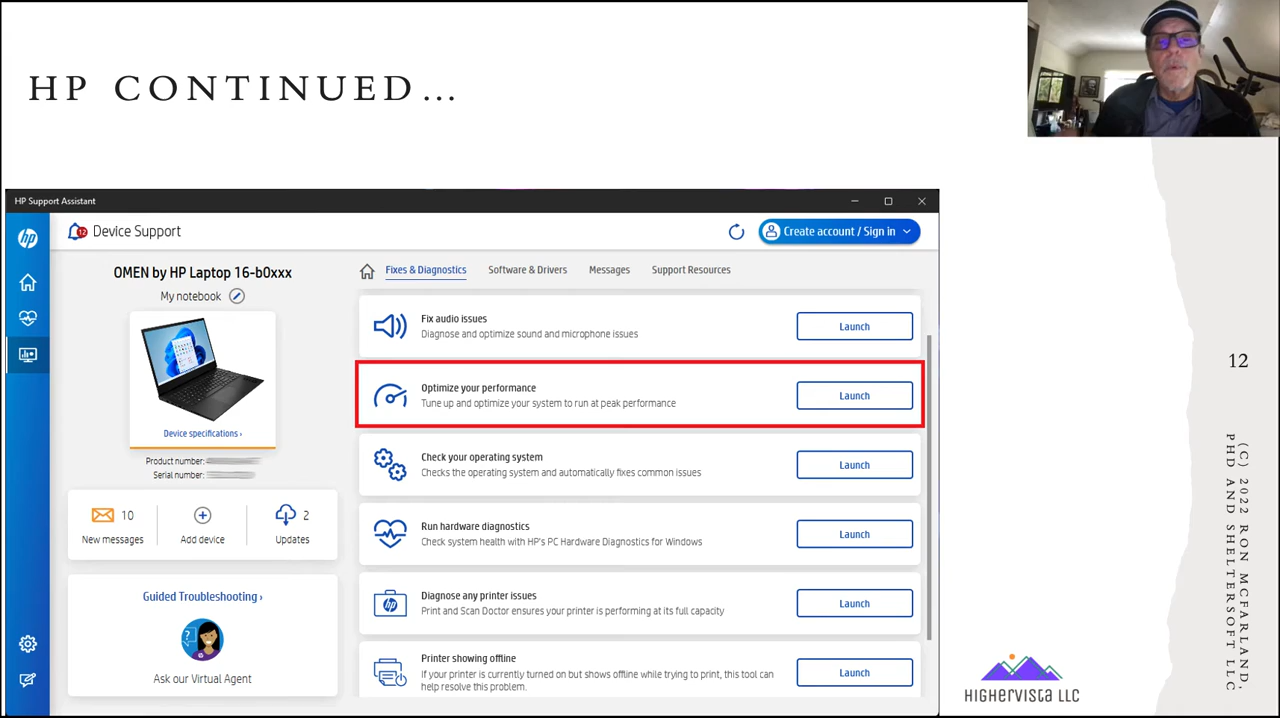 HP CONTINUED...
HP Support Assistant
Device Support
12
Create account / Sign in
OMEN by HP Laptop 16-b0xxx
My notebook
Device specifications ›
Product number:
Serial number:
10
New messages
Add device
2
Updates
Guided Troubleshooting ›
Ask our Virtual Agent
Fixes & Diagnostics
Software & Drivers
Messages
Support Resources
Fix audio issues
Diagnose and optimize sound and microphone issues
Launch
Optimize your performance
Tune up and optimize your system to run at peak performance
Launch
Check your operating system
Checks the operating system and automatically fixes common issues
Launch
Run hardware diagnostics
Check system health with HP's PC Hardware Diagnostics for Windows
Launch
Diagnose any printer issues
Print and Scan Doctor ensures your printer is performing at its full capacity
Launch
Printer showing offline
If your printer is currently turned on but shows offline while trying to print, this tool can
help resolve this problem.
Launch
12
(C) 2022 RON MCFARLAND,
PHD AND SHELTERSOFT LLC
HIGHERVISTA LLC